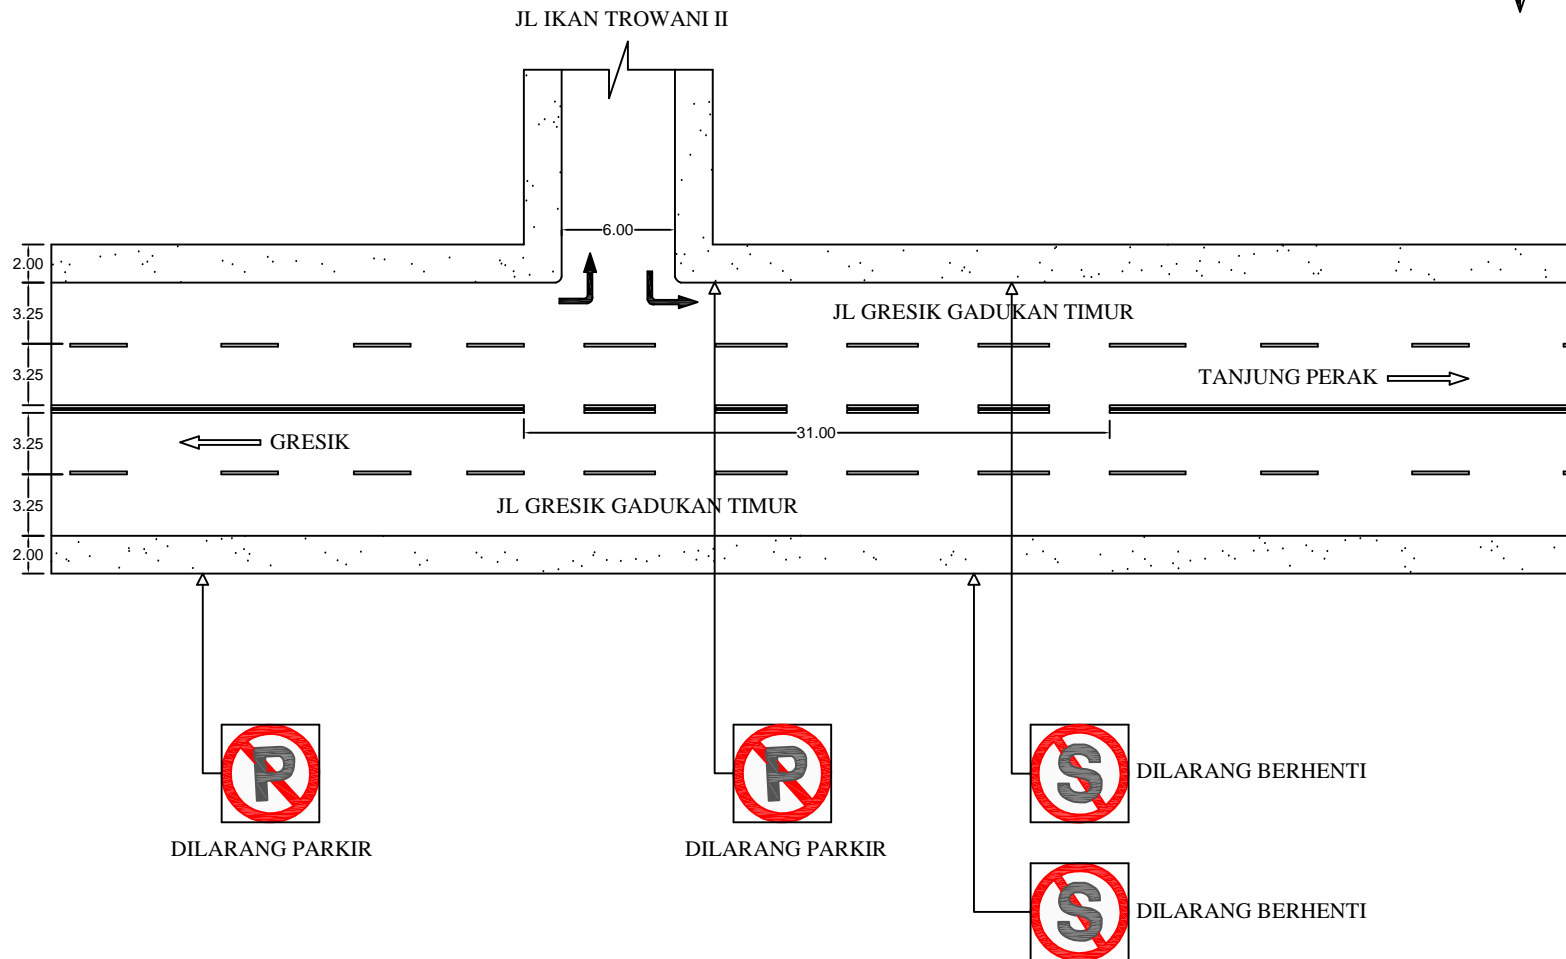 JL IKAN TROWANI II
6.00
2.00
3.25
JL GRESIK GADUKAN TIMUR
3.25
TANJUNG PERAK
3.25
GRESIK
31.00
3.25
JL GRESIK GADUKAN TIMUR
2.00
P
P
S
DILARANG BERHENTI
DILARANG PARKIR
DILARANG PARKIR
S
DILARANG BERHENTI